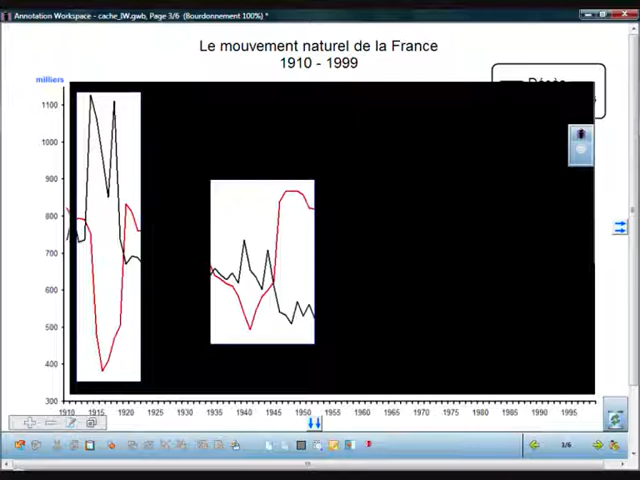 Annotation Workspace - cache_IW.gwb, Page 3/6 (Bourdonnement 100%) *
Le mouvement naturel de la France
1910 - 1999
milliers
Décès
1100
1000
900
800
700
600
500
400
300
1910 1915 1920 1925 1930 1935 1940 1945 1950 1955 1960 1965 1970 1975 1980 1985 1990 1995
3/6